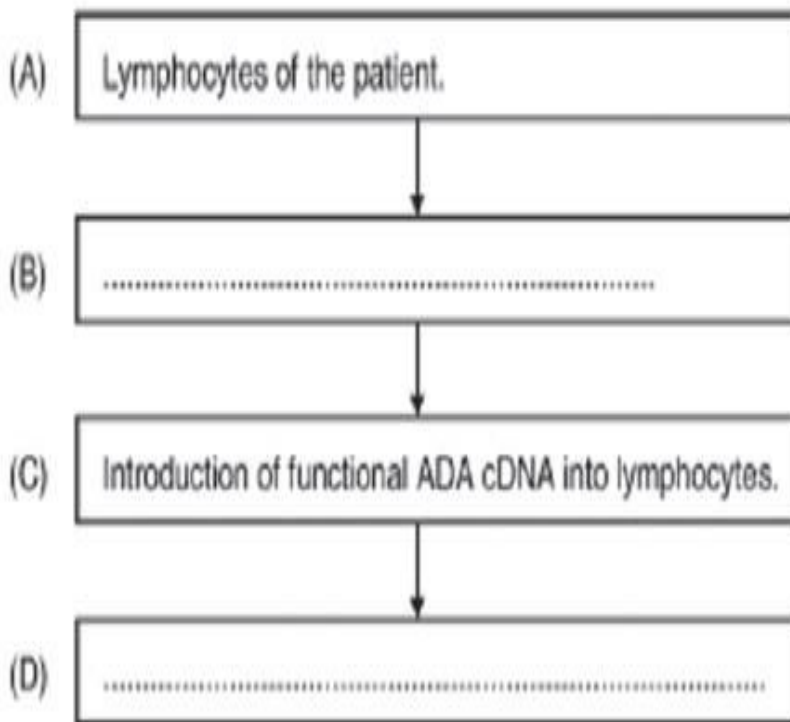 (A) Lymphocytes of the patient.
(B) ..........................................................
(C) Introduction of functional ADA cDNA into lymphocytes.
(D) ......................................................................